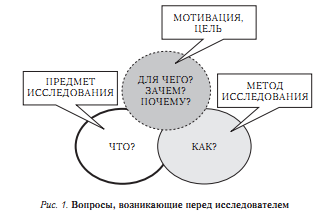 МОТИВАЦИЯ,
ЦЕЛЬ
ПРЕДМЕТ
ИССЛЕДОВАНИЯ
ДЛЯ ЧЕГО?
ЗАЧЕМ?
ПОЧЕМУ?
МЕТОД
ИССЛЕДОВАНИЯ
ЧТО?
КАК?
Рис. 1. Вопросы, возникающие перед исследователем